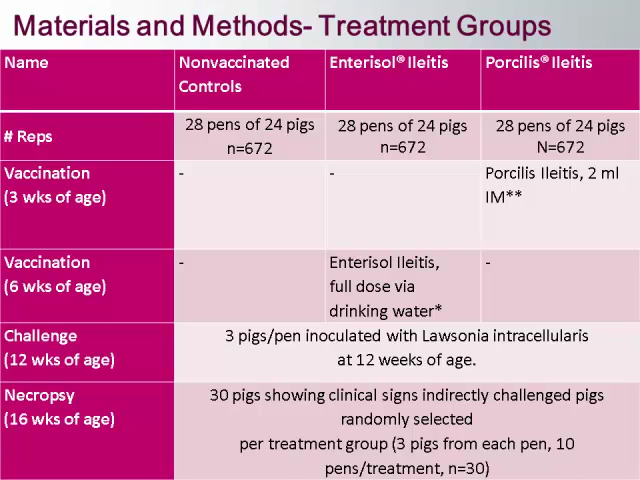 Materials and Methods- Treatment Groups
Name
Nonvaccinated
Controls
Enterisol® Ileitis
Porcilis® Ileitis
# Reps
28 pens of 24 pigs
n=672
28 pens of 24 pigs
n=672
28 pens of 24 pigs
N=672
Vaccination
(3 wks of age)
-
-
Porcilis Ileitis, 2 ml
IM**
Vaccination
(6 wks of age)
-
Enterisol Ileitis,
full dose via
drinking water*
-
Challenge
(12 wks of age)
3 pigs/pen inoculated with Lawsonia intracellularis
at 12 weeks of age.
Necropsy
(16 wks of age)
30 pigs showing clinical signs indirectly challenged pigs
randomly selected
per treatment group (3 pigs from each pen, 10
pens/treatment, n=30)